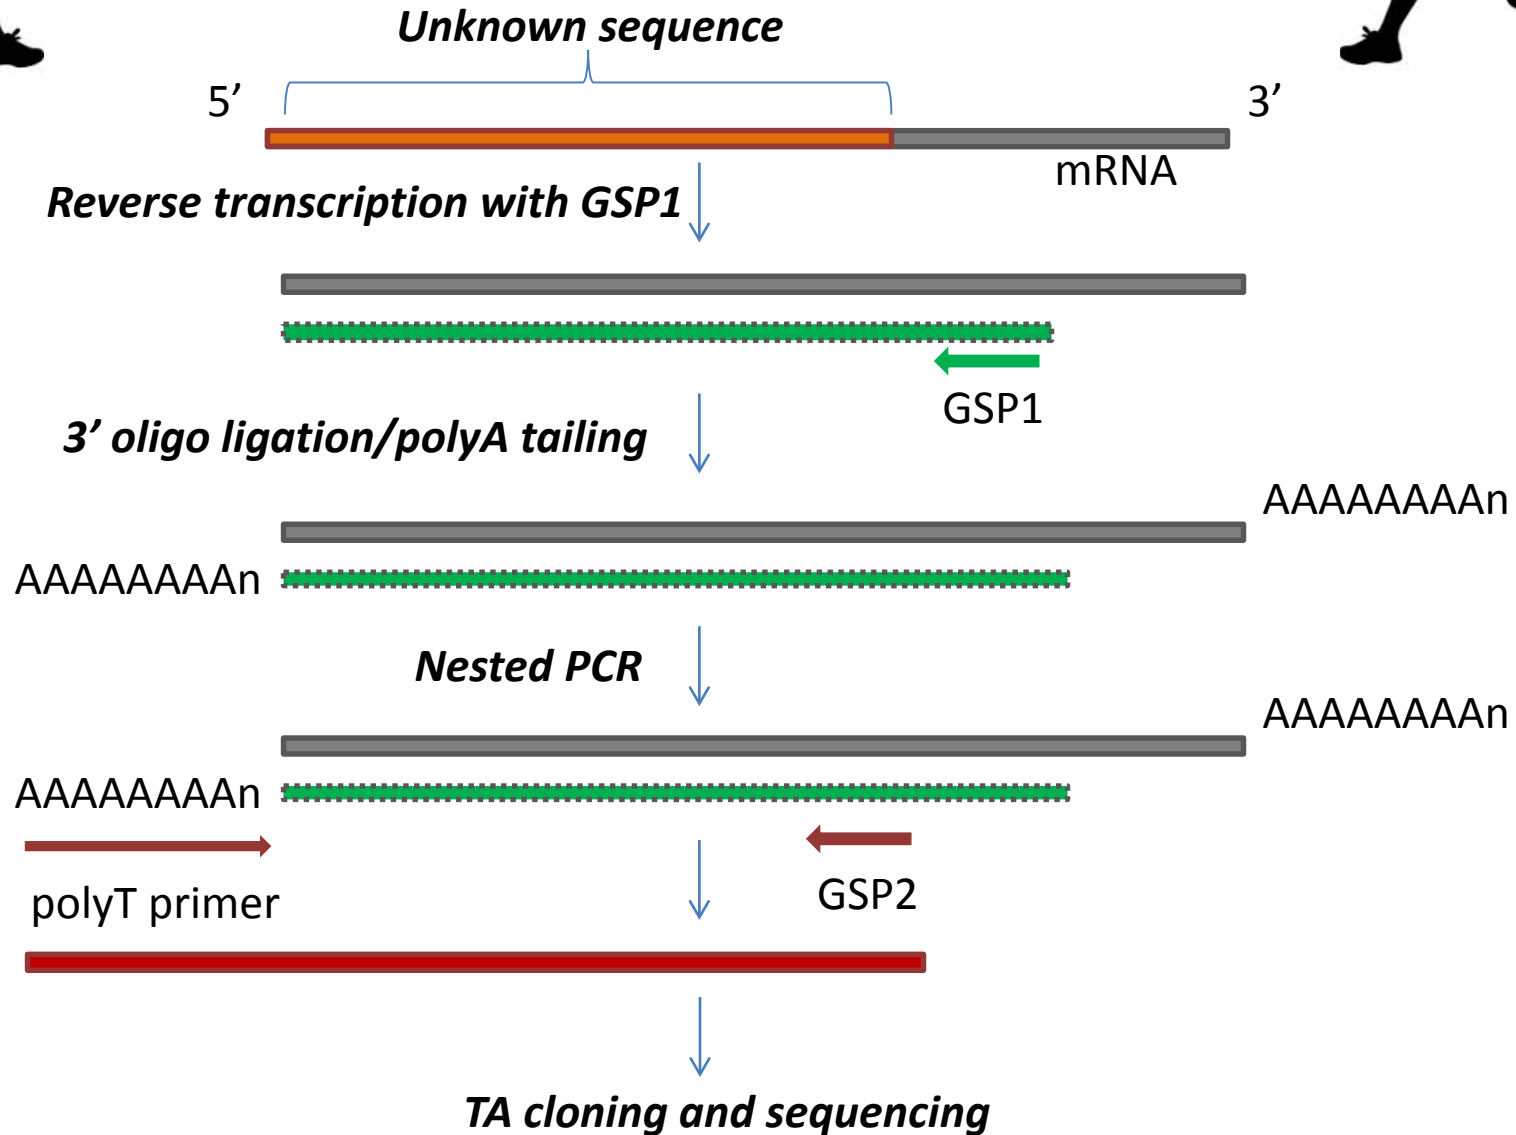 Unknown sequence
5’
3’
mRNA
Reverse transcription with GSP1
GSP1
3’ oligo ligation/polyA tailing
AAAAAAAAn
AAAAAAAAn
Nested PCR
AAAAAAAAn
AAAAAAAAn
polyT primer
GSP2
TA cloning and sequencing